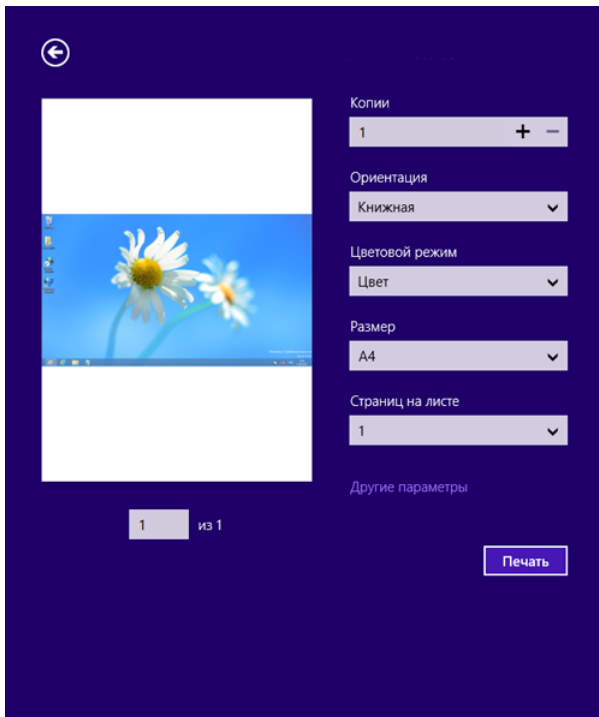 Копии
1
Ориентация
Книжная
Цветовой режим
Цвет
Размер
A4
Страниц на листе
1
Другие параметры
1 из 1
Печать